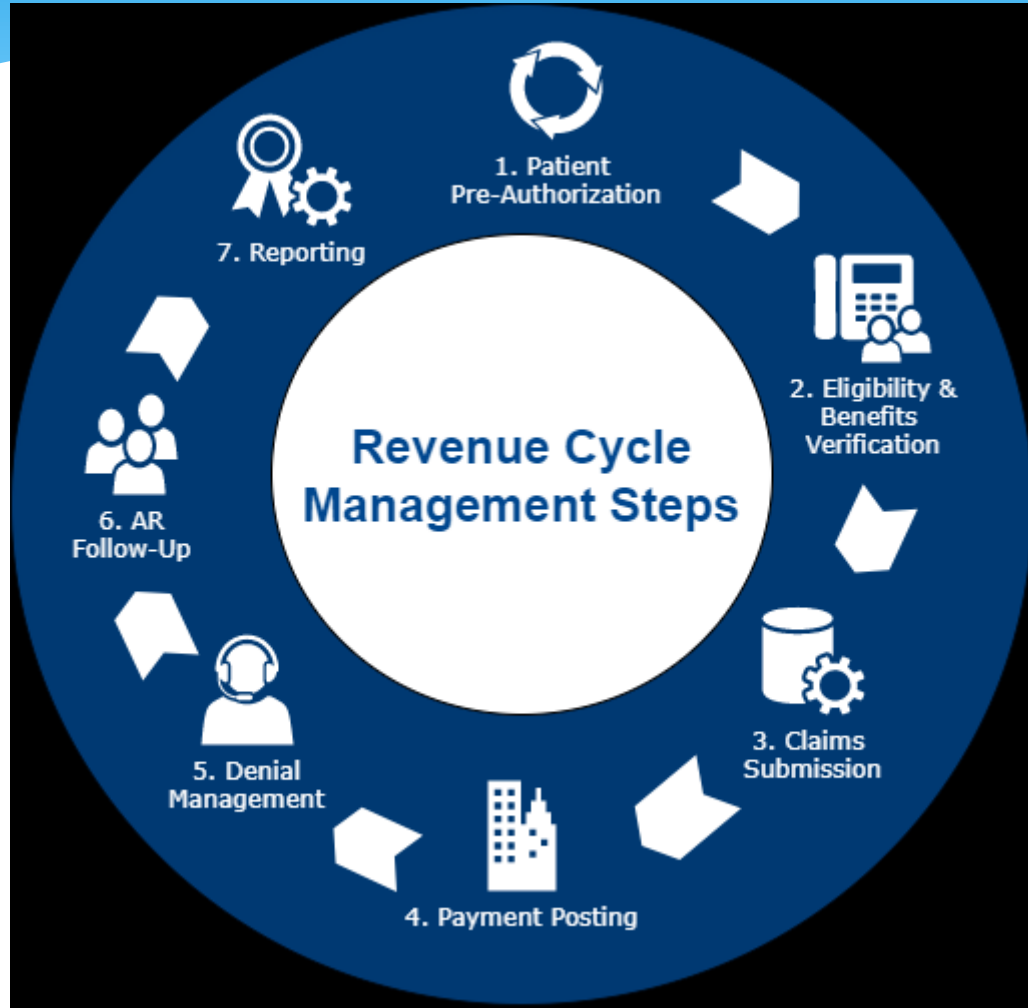 1. Patient
Pre-Authorization
2. Eligibility &
Benefits
Verification
3. Claims
Submission
4. Payment Posting
5. Denial
Management
6. AR
Follow-Up
7. Reporting
Revenue Cycle
Management Steps